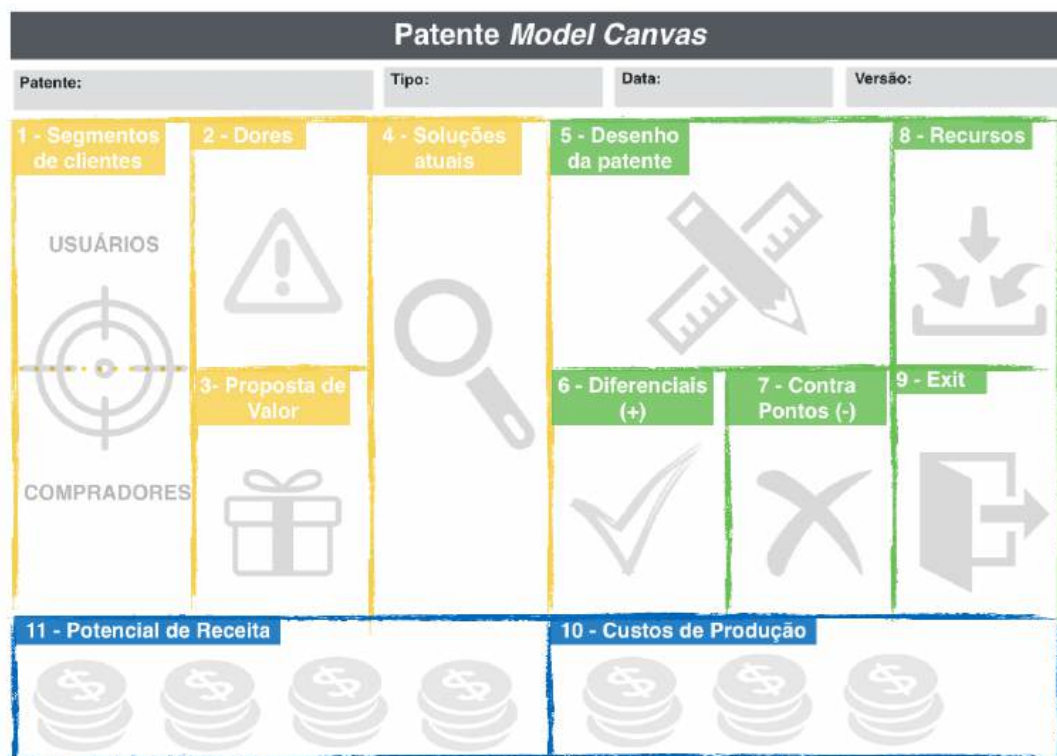 Patente Model Canvas
Patente:
Tipo:
Data:
Versão:
1 - Segmentos
de clientes
USUÁRIOS
COMPRADORES
2 - Dores
3- Proposta de
Valor
4 - Soluções
atuais
5 - Desenho
da patente
6 - Diferenciais
(+)
7 - Contra
Pontos (-)
8 - Recursos
9 - Exit
11 - Potencial de Receita
10 - Custos de Produção